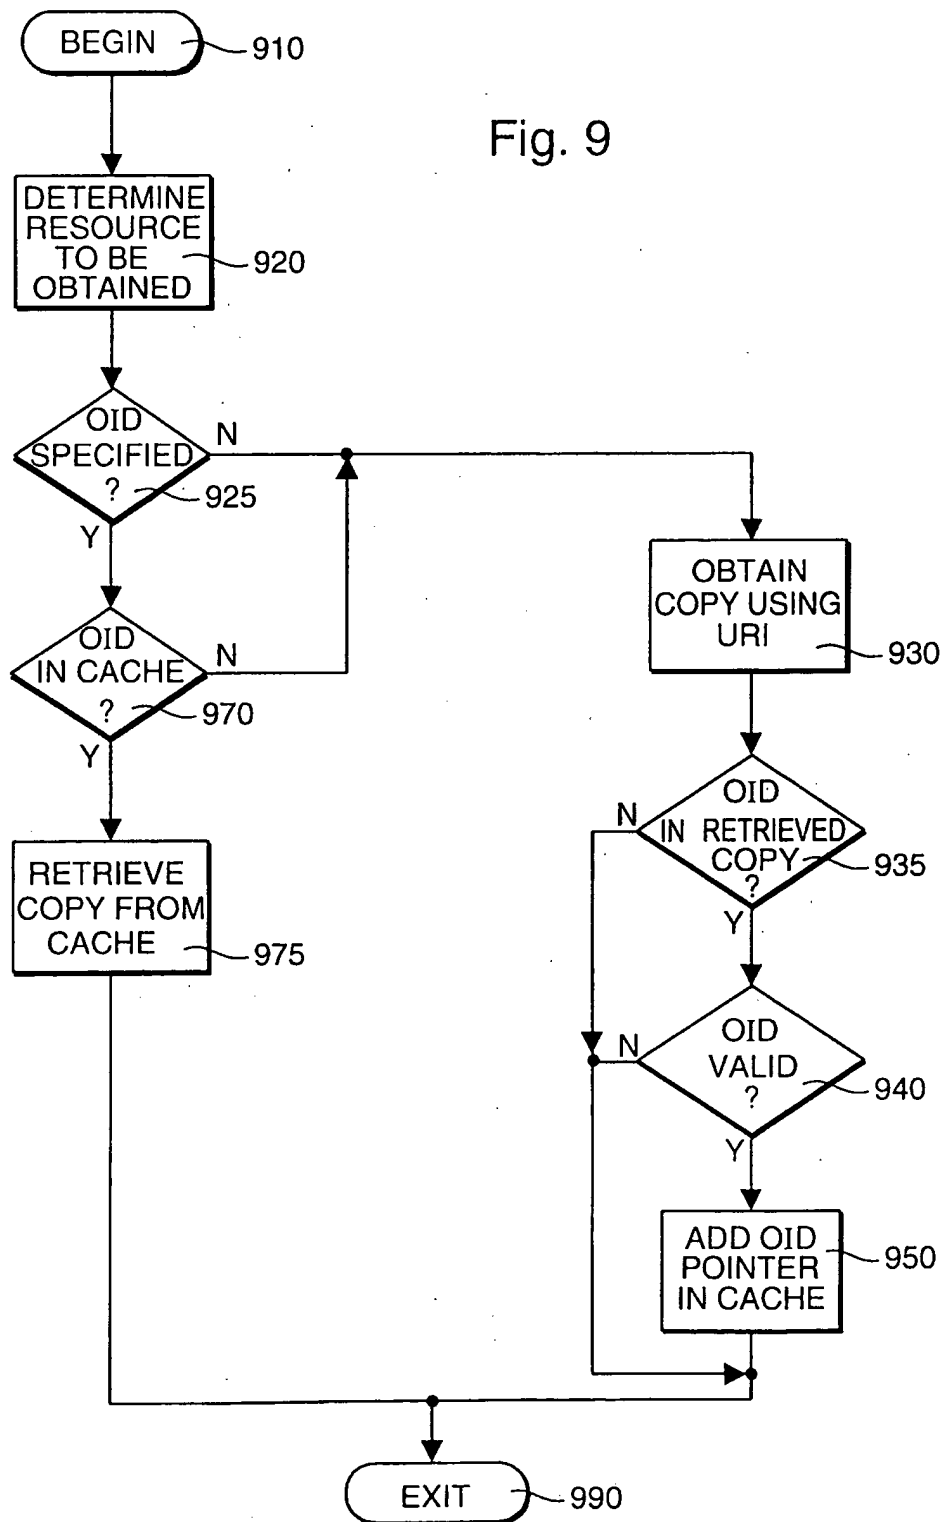 BEGIN
910
Fig. 9
DETERMINE
RESOURCE
TO BE
OBTAINED
920
OID
SPECIFIED
?
925
N
Y
OID
IN CACHE
?
970
N
Y
RETRIEVE
COPY FROM
CACHE
975
OBTAIN
COPY USING
URI
930
OID
IN RETRIEVED
COPY
?
935
N
Y
OID
VALID
?
940
N
Y
ADD OID
POINTER
IN CACHE
950
EXIT
990